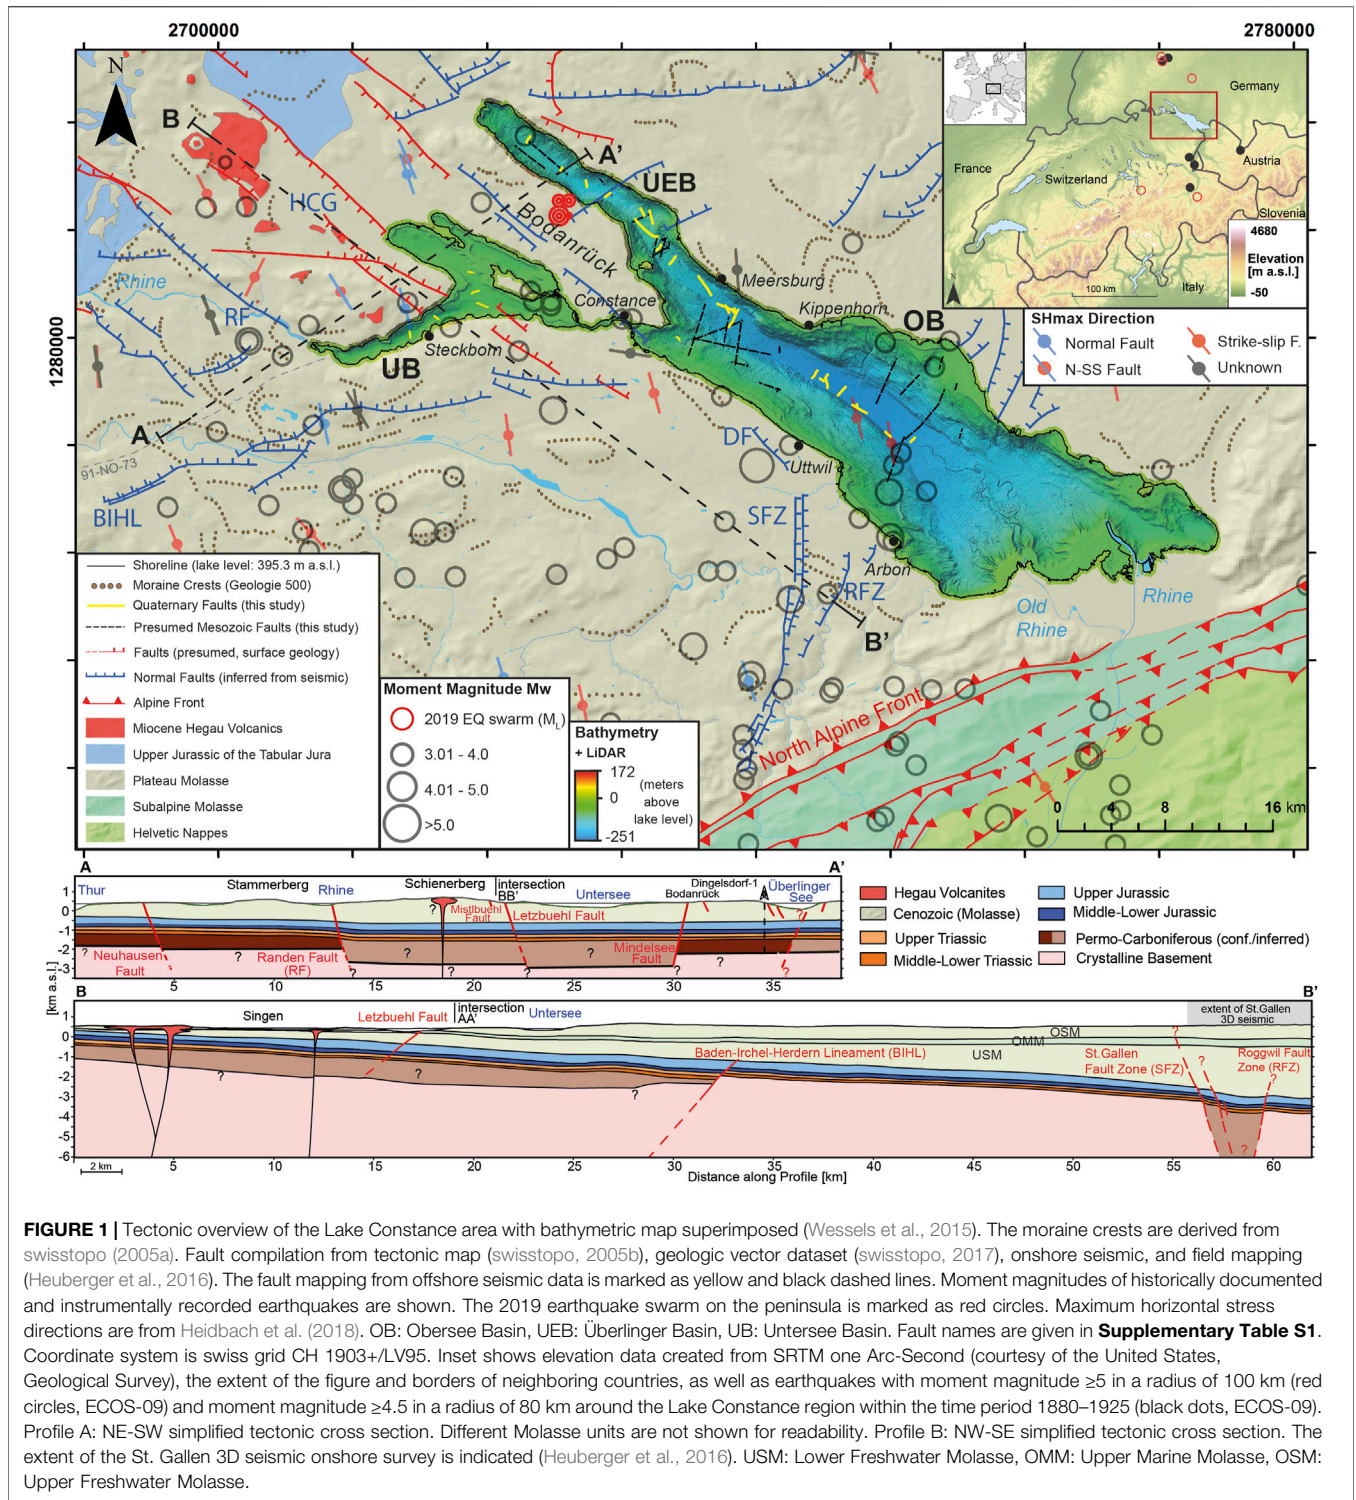 2700000
2780000
1280000
N
B
A'
UEB
HCG
Bodanrück
Rhine
RF
UB
Steckborn
Constance
Meersburg
Kippenhorn
OB
A
91-NO-73
BIHL
DF
Uttwil
SFZ
Arbon
RFZ
B'
Old
Rhine
Rhine
North Alpine Front
Germany
France
Switzerland
Austria
Slovenia
Italy
100 km
N
4680
Elevation
[m a.s.l.]
-50
SHmax Direction
Normal Fault
Strike-slip F.
N-SS Fault
Unknown
Shoreline (lake level: 395.3 m a.s.l.)
Moraine Crests (Geologie 500)
Quaternary Faults (this study)
Presumed Mesozoic Faults (this study)
Faults (presumed, surface geology)
Normal Faults (inferred from seismic)
Alpine Front
Miocene Hegau Volcanics
Upper Jurassic of the Tabular Jura
Plateau Molasse
Subalpine Molasse
Helvetic Nappes
Moment Magnitude Mw
2019 EQ swarm (ML)
3.01 - 4.0
4.01 - 5.0
>5.0
Bathymetry
+ LiDAR
172
0
-251
(meters
above
lake level)
0 4 8 16 km
A
A'
Thur
Stammerberg
Rhine
Schienerberg
intersection
BB'
Untersee
Bodanrück
Dingelsdorf-1
Überlinger
See
Mistlbuehl
Fault
Letzbuehl Fault
Neuhausen
Fault
Randen Fault
(RF)
Mindelsee
Fault
? ? ? ? ? ? ? ? ? ? ? ?
1
0
-1
-2
-3
[km a.s.l.]
5 10 15 20 25 30 35
Hegau Volcanites
Cenozoic (Molasse)
Upper Triassic
Middle-Lower Triassic
Upper Jurassic
Middle-Lower Jurassic
Permo-Carboniferous (conf./inferred)
Crystalline Basement
B
B'
Singen
Letzbuehl Fault
intersection
AA'
Untersee
extent of St.Gallen
3D seismic
OSM
OMM
USM
Baden-Irchel-Herdern Lineament (BIHL)
St.Gallen
Fault Zone (SFZ)
Roggwil Fault
Zone (RFZ)
? ? ? ? ? ? ?
1
0
-1
-2
-3
-4
-5
-6
2 km
5 10 15 20 25 30 35 40 45 50 55 60
Distance along Profile [km]
FIGURE 1 | Tectonic overview of the Lake Constance area with bathymetric map superimposed (Wessels et al., 2015). The moraine crests are derived from
swisstopo (2005a). Fault compilation from tectonic map (swisstopo, 2005b), geologic vector dataset (swisstopo, 2017), onshore seismic, and field mapping
(Heuberger et al., 2016). The fault mapping from offshore seismic data is marked as yellow and black dashed lines. Moment magnitudes of historically documented
and instrumentally recorded earthquakes are shown. The 2019 earthquake swarm on the peninsula is marked as red circles. Maximum horizontal stress
directions are from Heidbach et al. (2018). OB: Obersee Basin, UEB: Überlinger Basin, UB: Untersee Basin. Fault names are given in Supplementary Table S1.
Coordinate system is swiss grid CH 1903+/LV95. Inset shows elevation data created from SRTM one Arc-Second (courtesy of the United States,
Geological Survey), the extent of the figure and borders of neighboring countries, as well as earthquakes with moment magnitude ≥5 in a radius of 100 km (red
circles, ECOS-09) and moment magnitude ≥4.5 in a radius of 80 km around the Lake Constance region within the time period 1880–1925 (black dots, ECOS-09).
Profile A: NE-SW simplified tectonic cross section. Different Molasse units are not shown for readability. Profile B: NW-SE simplified tectonic cross section. The
extent of the St. Gallen 3D seismic onshore survey is indicated (Heuberger et al., 2016). USM: Lower Freshwater Molasse, OMM: Upper Marine Molasse, OSM:
Upper Freshwater Molasse.